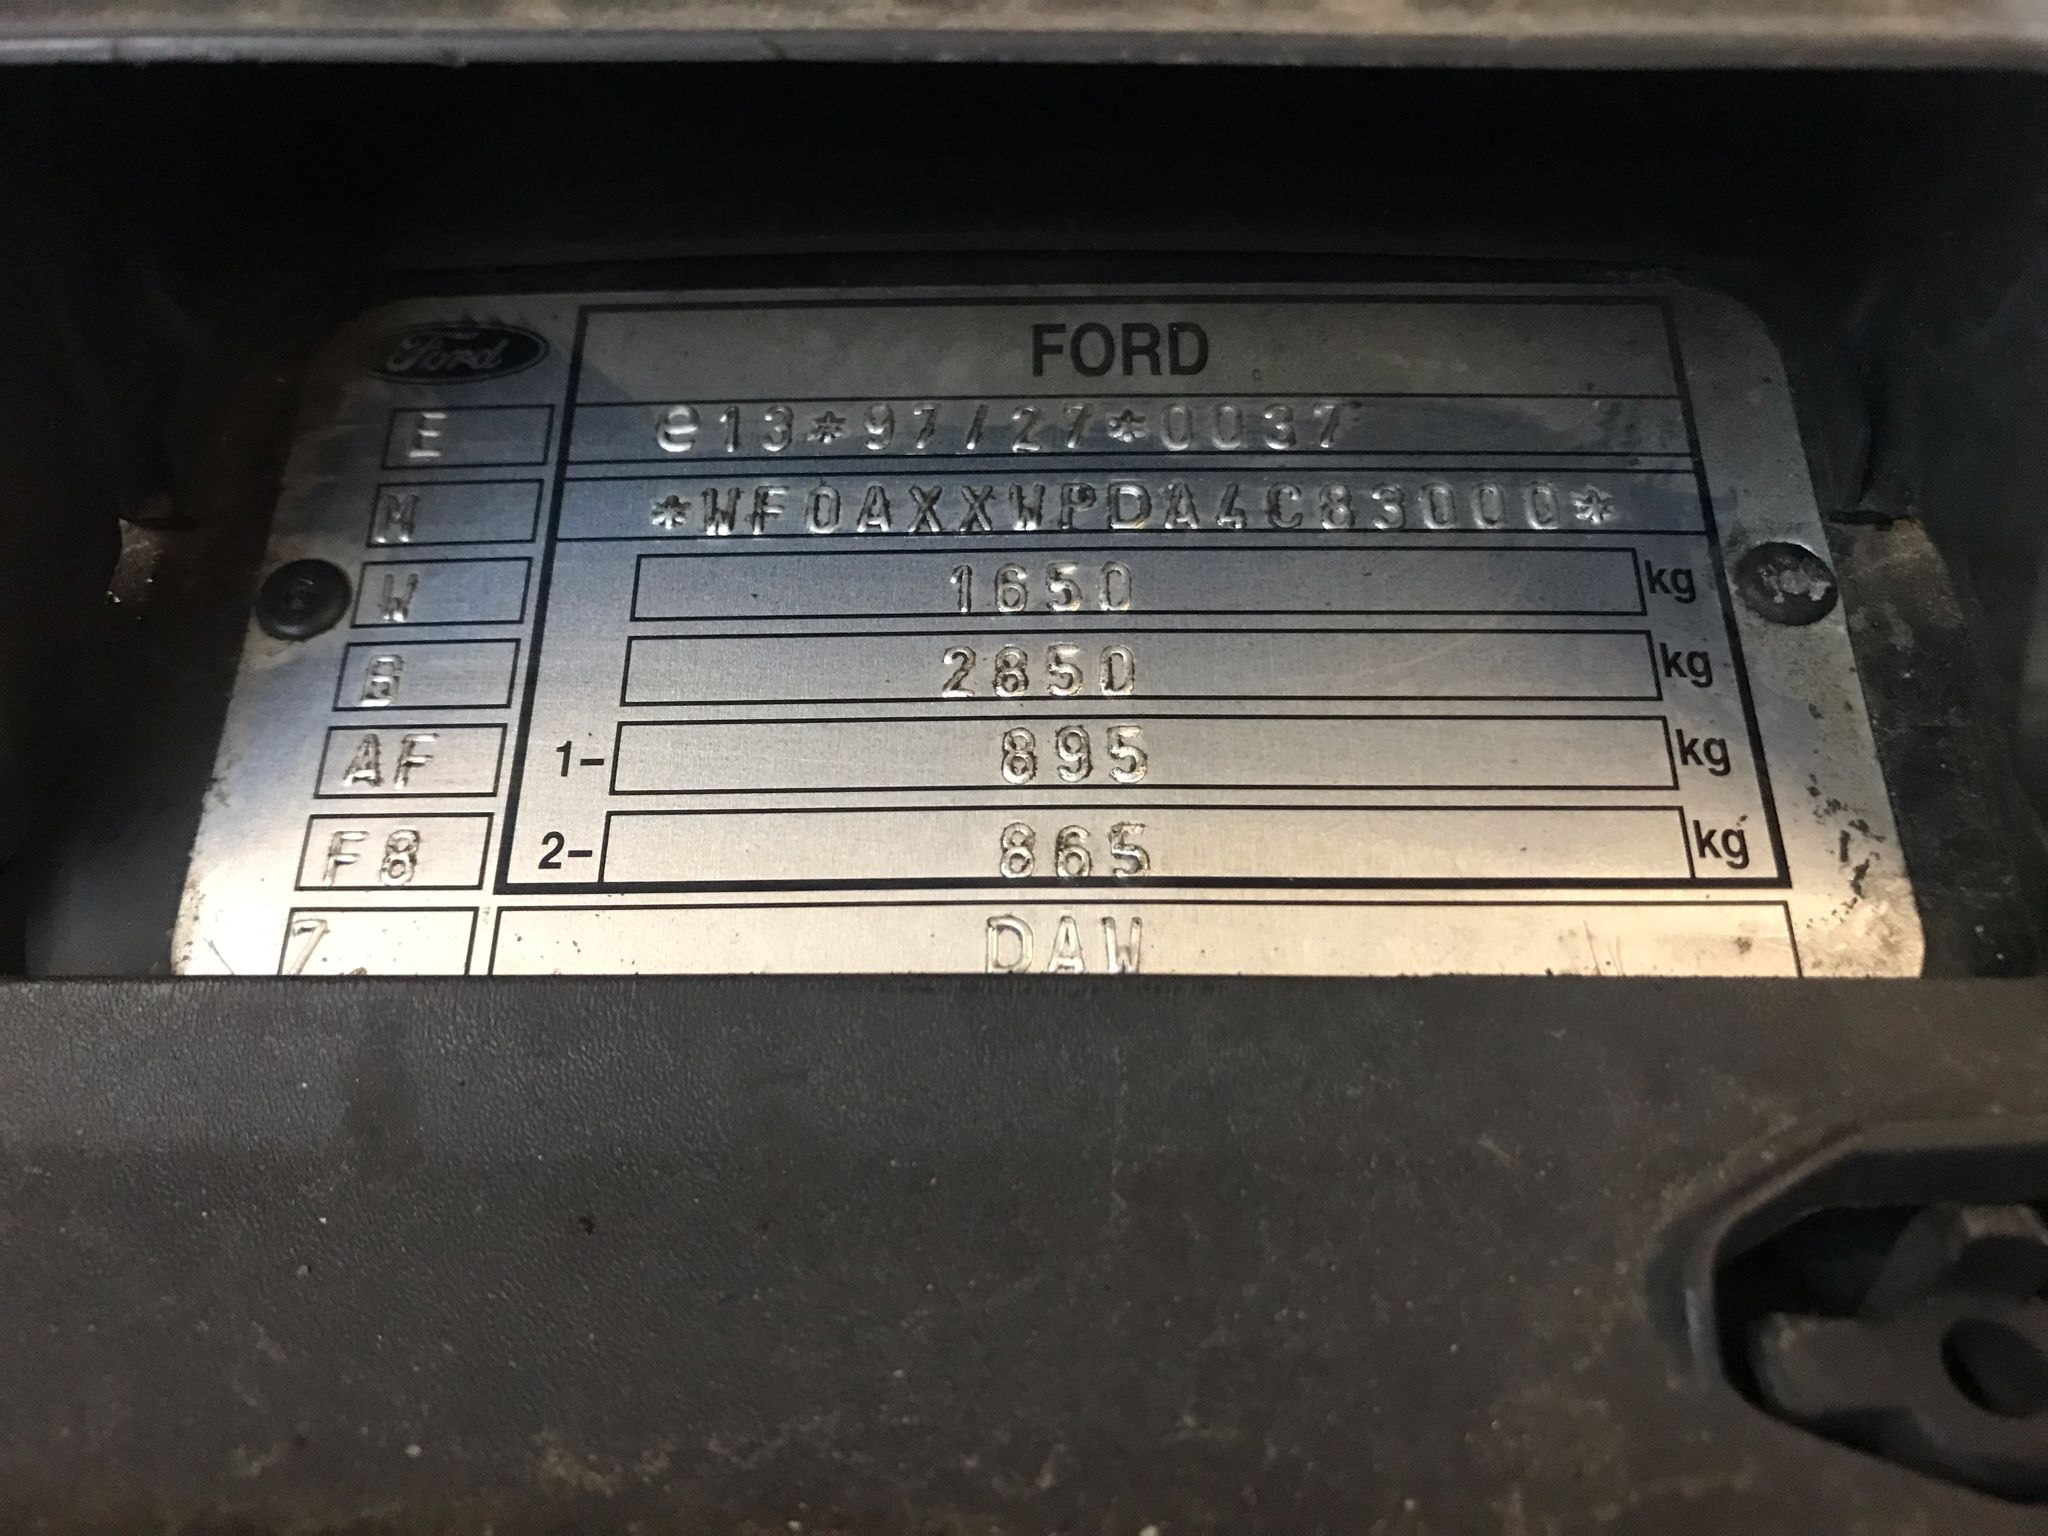 Ford FORD
E e13*97/27*0037
M *WF0AXXWPDA4C83000*
W 1650 kg
B 2850 kg
AF 1- 895 kg
F8 2- 865 kg
7 DAW